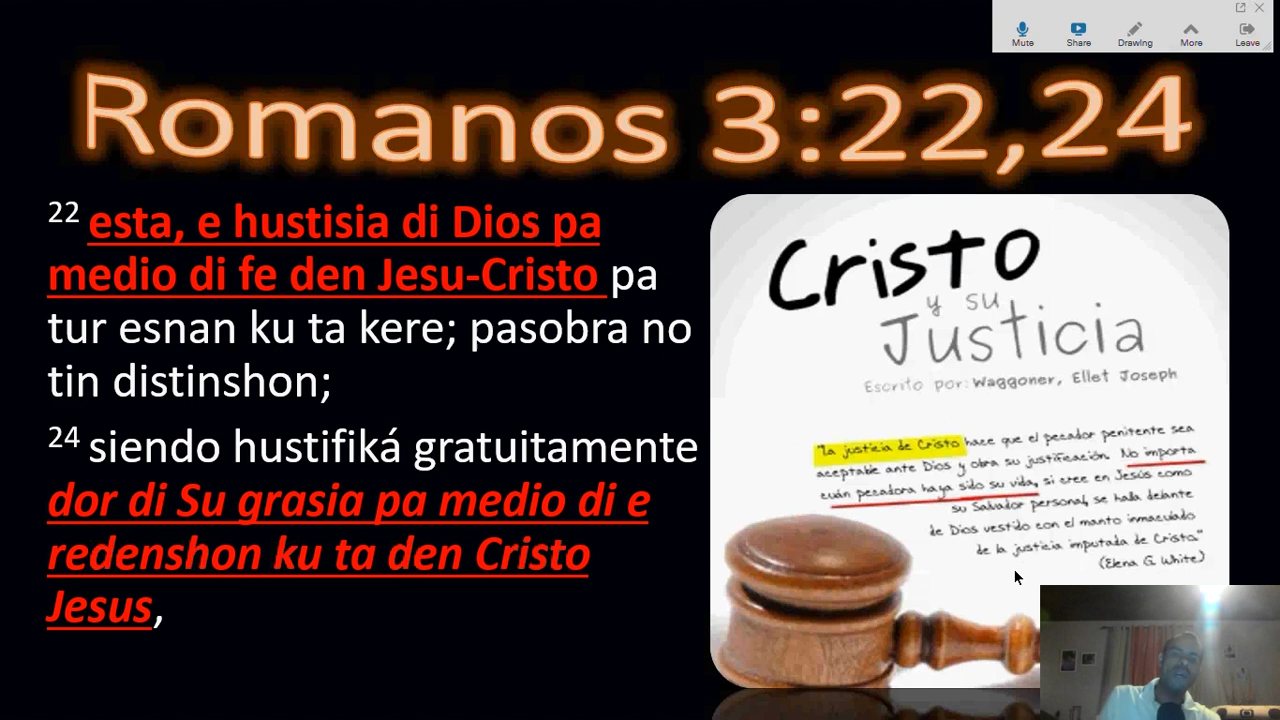 Mute Share Drawing More Leave
Romanos 3:22,24
22 esta, e hustisia di Dios pa
medio di fe den Jesu-Cristo pa
tur esnan ku ta kere; pasobra no
tin distinshon;
24 siendo hustifiká gratuitamente
dor di Su grasia pa medio di e
redenshon ku ta den Cristo
Jesus,
Cristo
y su
Justicia
Escrito por: Waggoner, Ellet Joseph
"La justicia de Cristo hace que el pecador penitente sea
aceptable ante Dios y obra su justificación. No importa
cuán pecadora haya sido su vida, si cree en Jesús como
su Salvador personal, se halla delante
de Dios vestido con el manto inmaculado
de la justicia imputada de Cristo."
(Elena G. White)